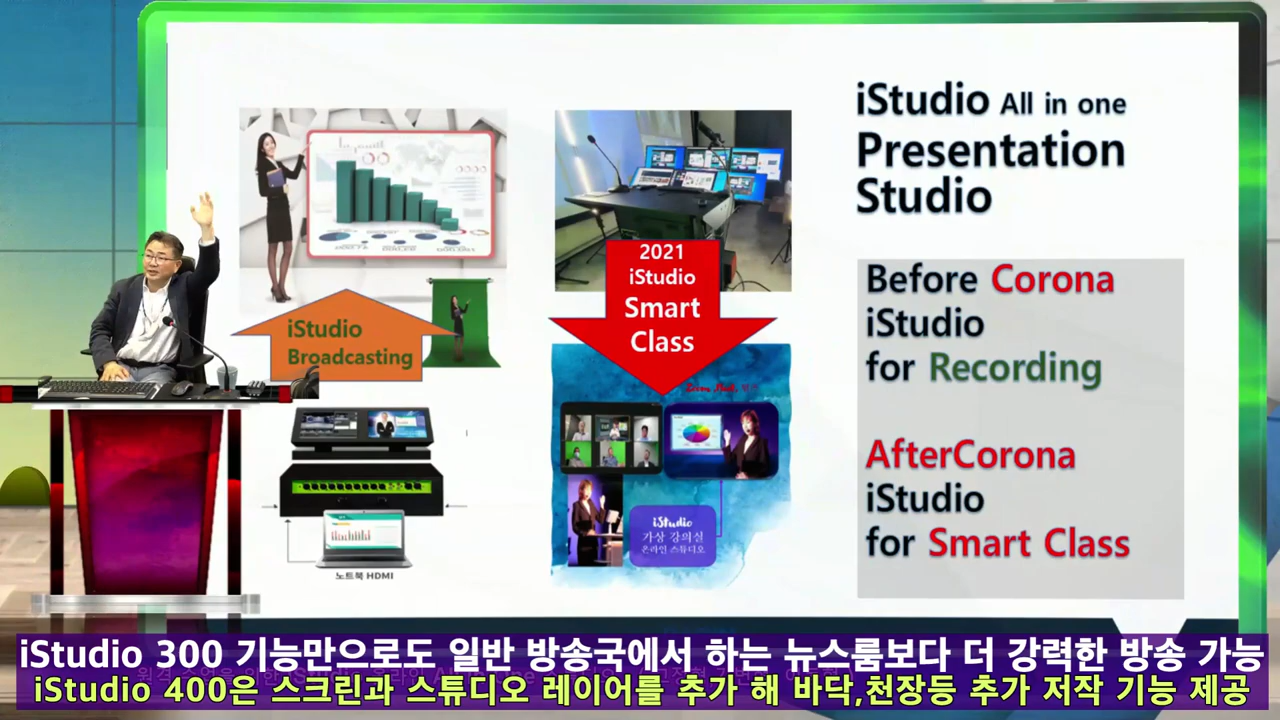 iStudio All in one
Presentation
Studio
Before Corona
iStudio
for Recording
AfterCorona
iStudio
for Smart Class
iStudio
Broadcasting
2021
iStudio
Smart
Class
iStudio
가상 강의실
온라인 스튜디오
노트북 HDMI
iStudio 300 기능만으로도 일반 방송국에서 하는 뉴스룸보다 더 강력한 방송 가능
iStudio 400은 스크린과 스튜디오 레이어를 추가 해 바닥,천장등 추가 저작 기능 제공